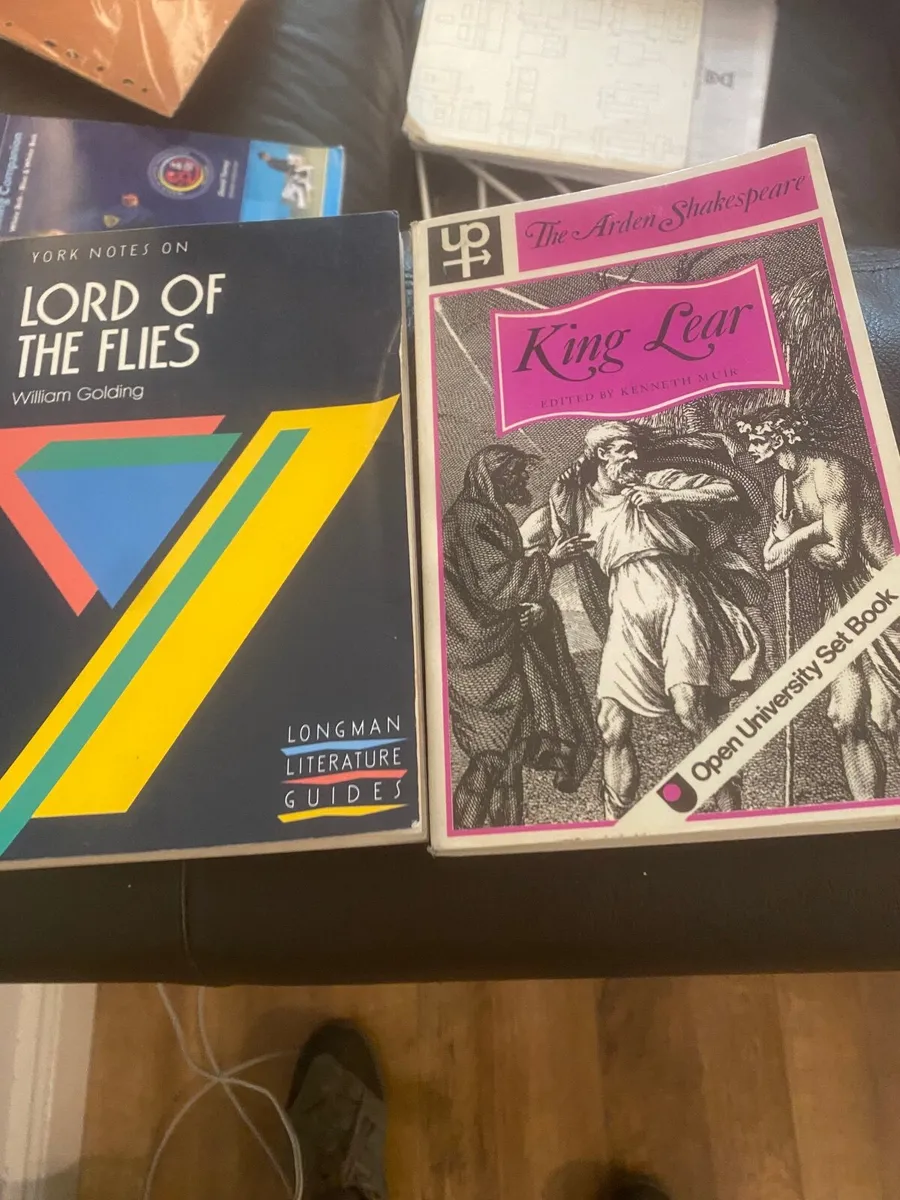 YORK NOTES ON
LORD OF
THE FLIES
William Golding
LONGMAN
LITERATURE
GUIDES
up
The Arden Shakespeare
King Lear
EDITED BY KENNETH MUIR
Open University Set Book
Companion